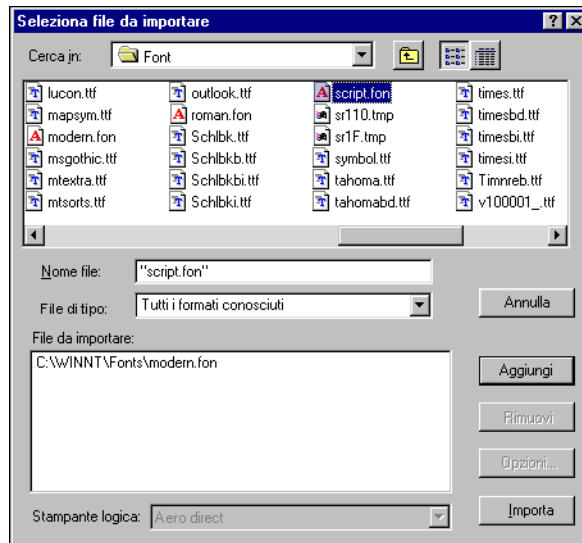 Seleziona file da importare
Cerca in: Font
lucon.ttf outlook.ttf script.fon times.ttf
mapsym.ttf roman.fon sr110.tmp timesbd.ttf
modern.fon Schlbk.ttf sr1F.tmp timesbi.ttf
msgothic.ttf Schlbkb.ttf symbol.ttf timesi.ttf
mtextra.ttf Schlbkbi.ttf tahoma.ttf Timnreb.ttf
mtsorts.ttf Schlbki.ttf tahomabd.ttf v100001_.ttf
Nome file: "script.fon"
File di tipo: Tutti i formati conosciuti Annulla
File da importare:
C:\WINNT\Fonts\modern.fon
Aggiungi
Rimuovi
Opzioni...
Stampante logica: Aero direct Importa